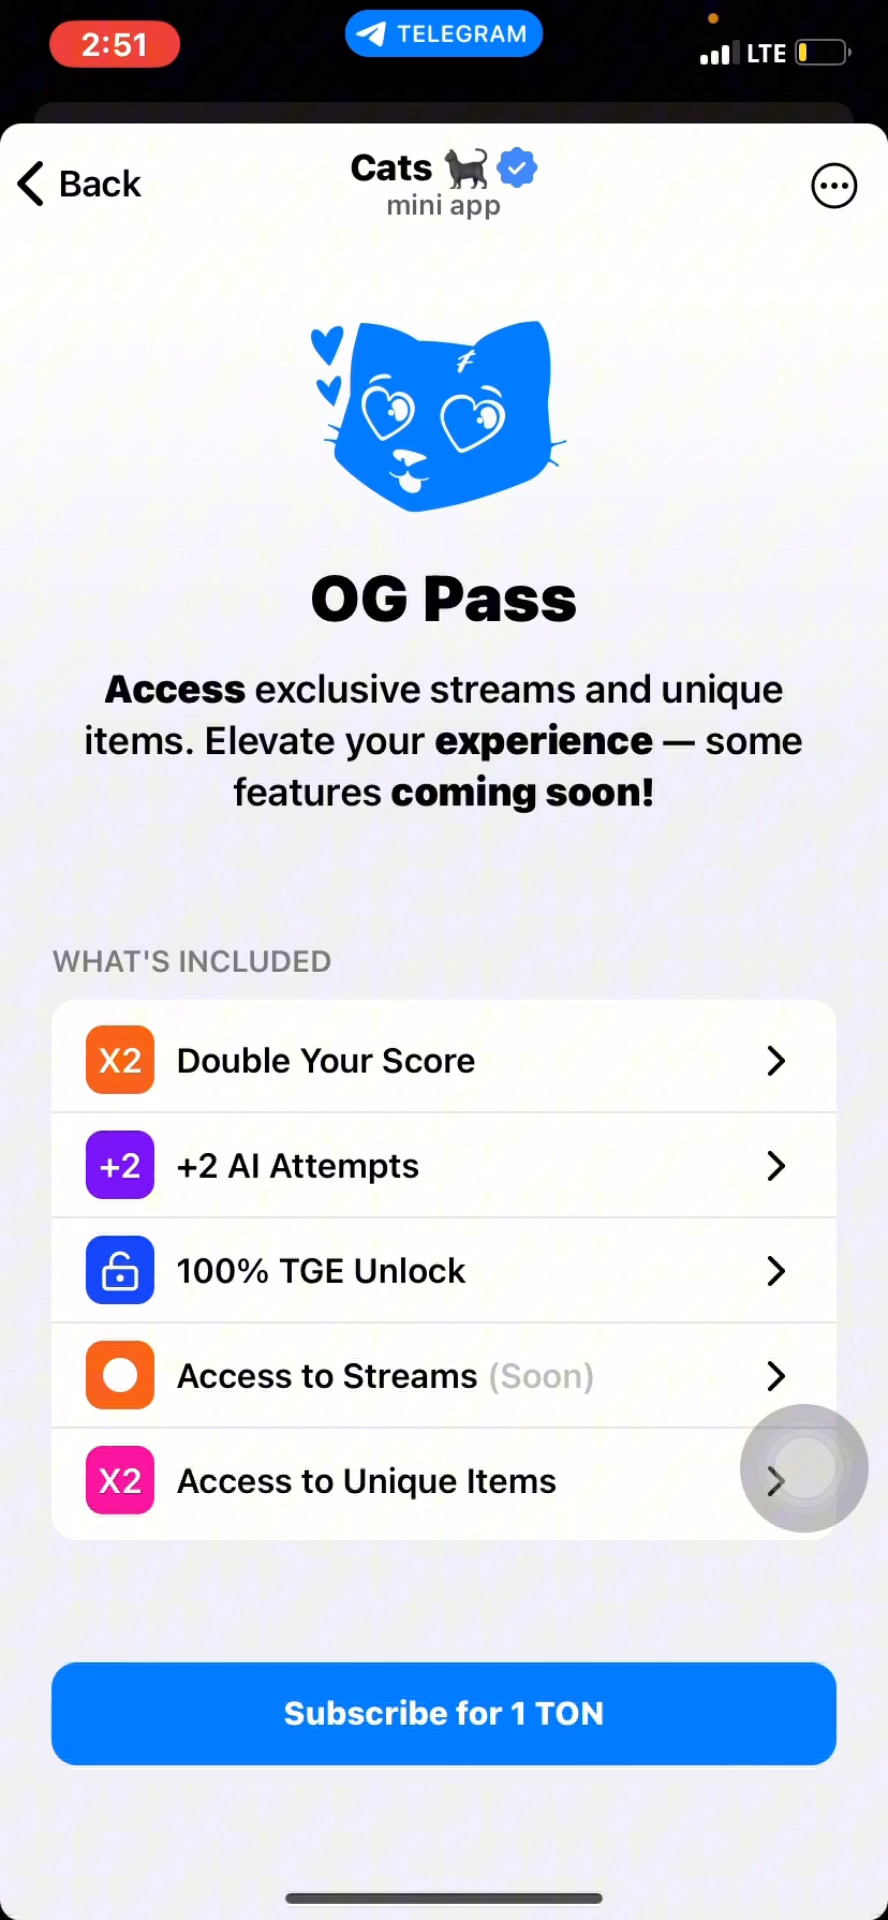 2:51
TELEGRAM
LTE
Back
Cats
mini app
OG Pass
Access exclusive streams and unique
items. Elevate your experience — some
features coming soon!
WHAT'S INCLUDED
X2 Double Your Score
+2 +2 AI Attempts
100% TGE Unlock
Access to Streams (Soon)
X2 Access to Unique Items
Subscribe for 1 TON